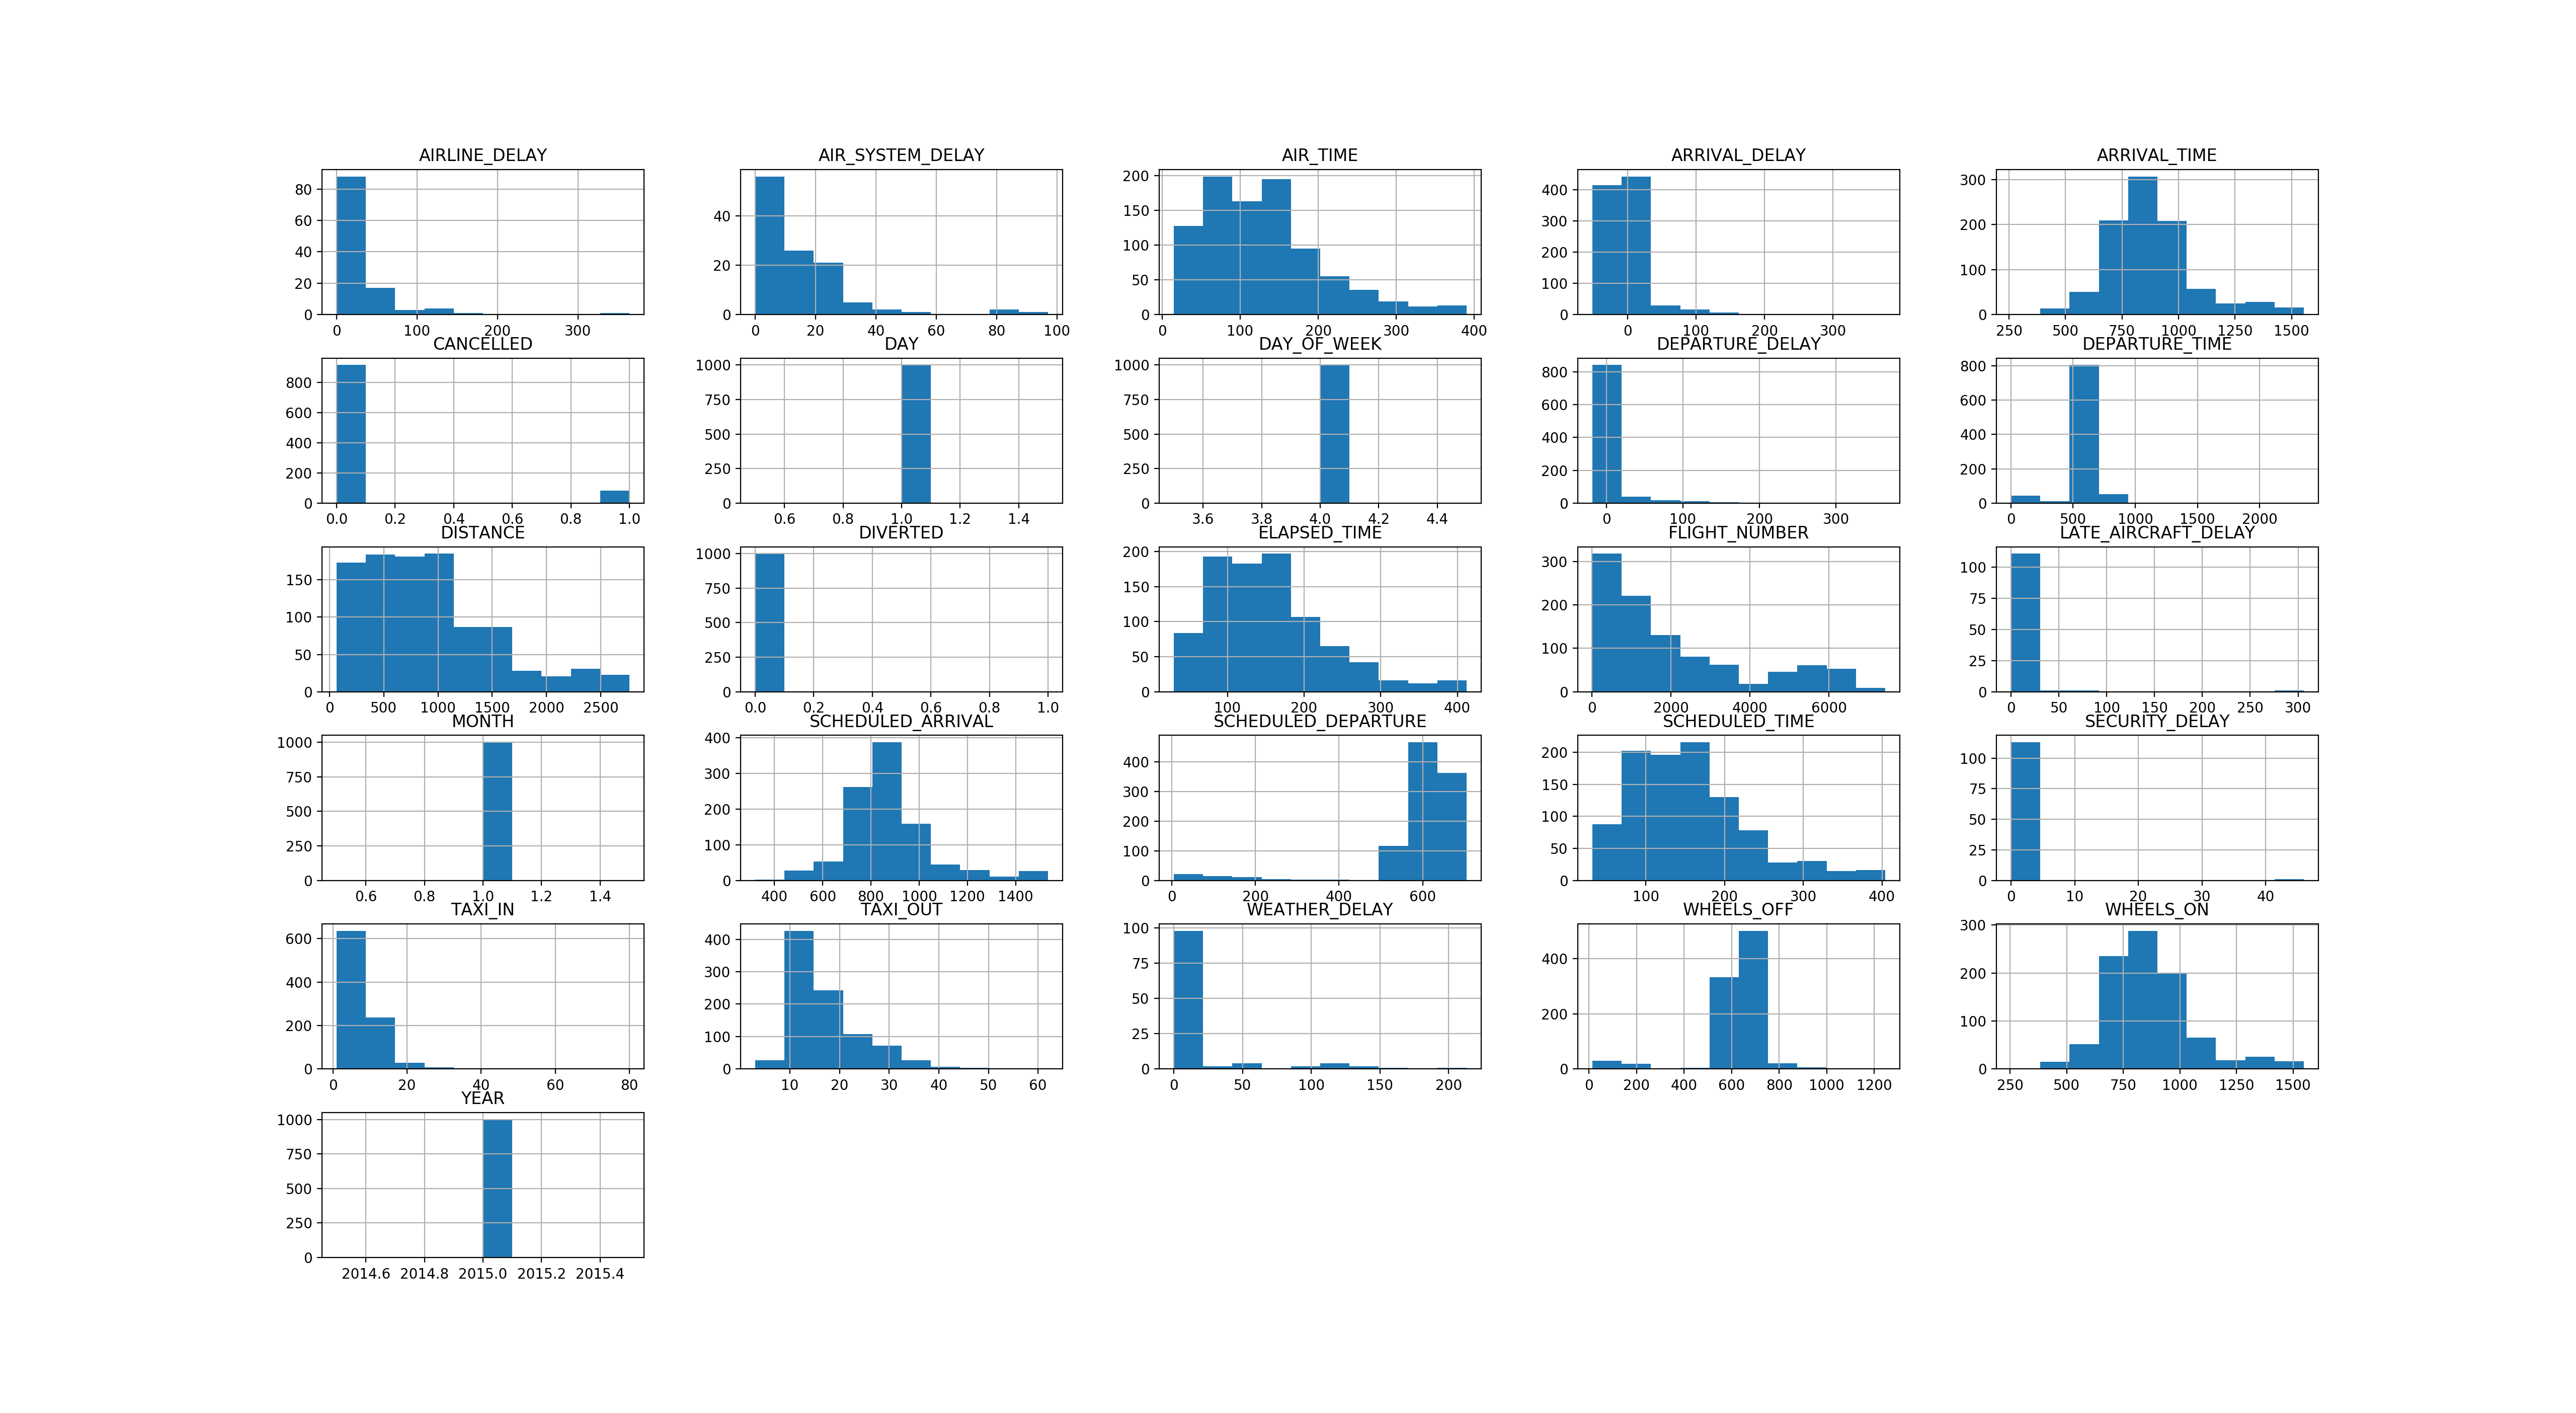 AIRLINE_DELAY
80
60
40
20
0
0 100 200 300
AIR_SYSTEM_DELAY
40
20
0
0 20 40 60 80 100
AIR_TIME
200
150
100
50
0
0 100 200 300 400
ARRIVAL_DELAY
400
300
200
100
0
0 100 200 300
ARRIVAL_TIME
300
200
100
0
250 500 750 1000 1250 1500
CANCELLED
800
600
400
200
0
0.0 0.2 0.4 0.6 0.8 1.0
DAY
1000
750
500
250
0
0.6 0.8 1.0 1.2 1.4
DAY_OF_WEEK
1000
750
500
250
0
3.6 3.8 4.0 4.2 4.4
DEPARTURE_DELAY
800
600
400
200
0
0 100 200 300
DEPARTURE_TIME
800
600
400
200
0
0 500 1000 1500 2000
DISTANCE
150
100
50
0
0 500 1000 1500 2000 2500
DIVERTED
1000
750
500
250
0
0.0 0.2 0.4 0.6 0.8 1.0
ELAPSED_TIME
200
150
100
50
0
100 200 300 400
FLIGHT_NUMBER
300
200
100
0
0 2000 4000 6000
LATE_AIRCRAFT_DELAY
100
75
50
25
0
0 50 100 150 200 250 300
MONTH
1000
750
500
250
0
0.6 0.8 1.0 1.2 1.4
SCHEDULED_ARRIVAL
400
300
200
100
0
400 600 800 1000 1200 1400
SCHEDULED_DEPARTURE
400
300
200
100
0
0 200 400 600
SCHEDULED_TIME
200
150
100
50
0
100 200 300 400
SECURITY_DELAY
100
75
50
25
0
0 10 20 30 40
TAXI_IN
600
400
200
0
0 20 40 60 80
TAXI_OUT
400
300
200
100
0
10 20 30 40 50 60
WEATHER_DELAY
100
75
50
25
0
0 50 100 150 200
WHEELS_OFF
400
200
0
0 200 400 600 800 1000 1200
WHEELS_ON
300
200
100
0
250 500 750 1000 1250 1500
YEAR
1000
750
500
250
0
2014.6 2014.8 2015.0 2015.2 2015.4